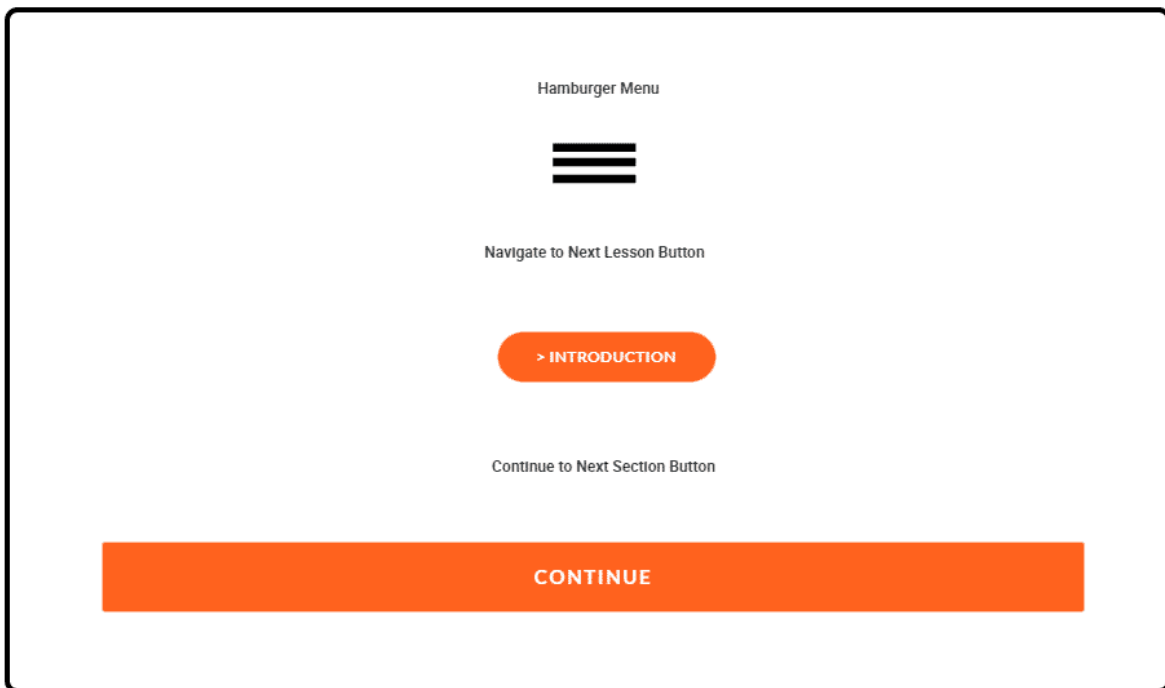 Hamburger Menu
Navigate to Next Lesson Button
> INTRODUCTION
Continue to Next Section Button
CONTINUE